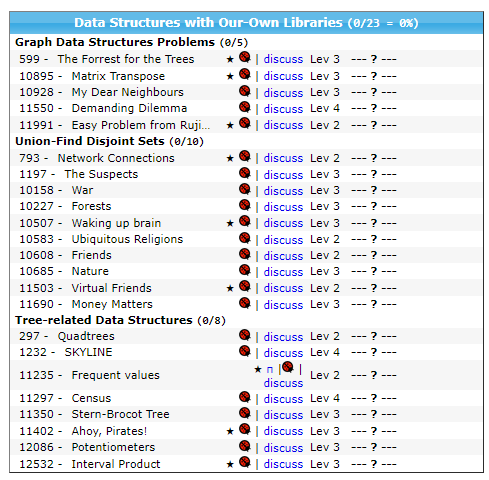 Data Structures with Our-Own Libraries (0/23 = 0%)
Graph Data Structures Problems (0/5)
599 - The Forrest for the Trees ★ | discuss Lev 3 --- ? ---
10895 - Matrix Transpose ★ | discuss Lev 3 --- ? ---
10928 - My Dear Neighbours | discuss Lev 3 --- ? ---
11550 - Demanding Dilemma | discuss Lev 4 --- ? ---
11991 - Easy Problem from Ruji... ★ | discuss Lev 2 --- ? ---
Union-Find Disjoint Sets (0/10)
793 - Network Connections ★ | discuss Lev 2 --- ? ---
1197 - The Suspects | discuss Lev 3 --- ? ---
10158 - War | discuss Lev 3 --- ? ---
10227 - Forests | discuss Lev 3 --- ? ---
10507 - Waking up brain ★ | discuss Lev 3 --- ? ---
10583 - Ubiquitous Religions | discuss Lev 2 --- ? ---
10608 - Friends | discuss Lev 2 --- ? ---
10685 - Nature | discuss Lev 3 --- ? ---
11503 - Virtual Friends ★ | discuss Lev 2 --- ? ---
11690 - Money Matters | discuss Lev 3 --- ? ---
Tree-related Data Structures (0/8)
297 - Quadtrees | discuss Lev 2 --- ? ---
1232 - SKYLINE | discuss Lev 4 --- ? ---
11235 - Frequent values ★ п | | Lev 2 --- ? ---
discuss
11297 - Census | discuss Lev 4 --- ? ---
11350 - Stern-Brocot Tree | discuss Lev 3 --- ? ---
11402 - Ahoy, Pirates! ★ | discuss Lev 3 --- ? ---
12086 - Potentiometers | discuss Lev 3 --- ? ---
12532 - Interval Product ★ | discuss Lev 3 --- ? ---